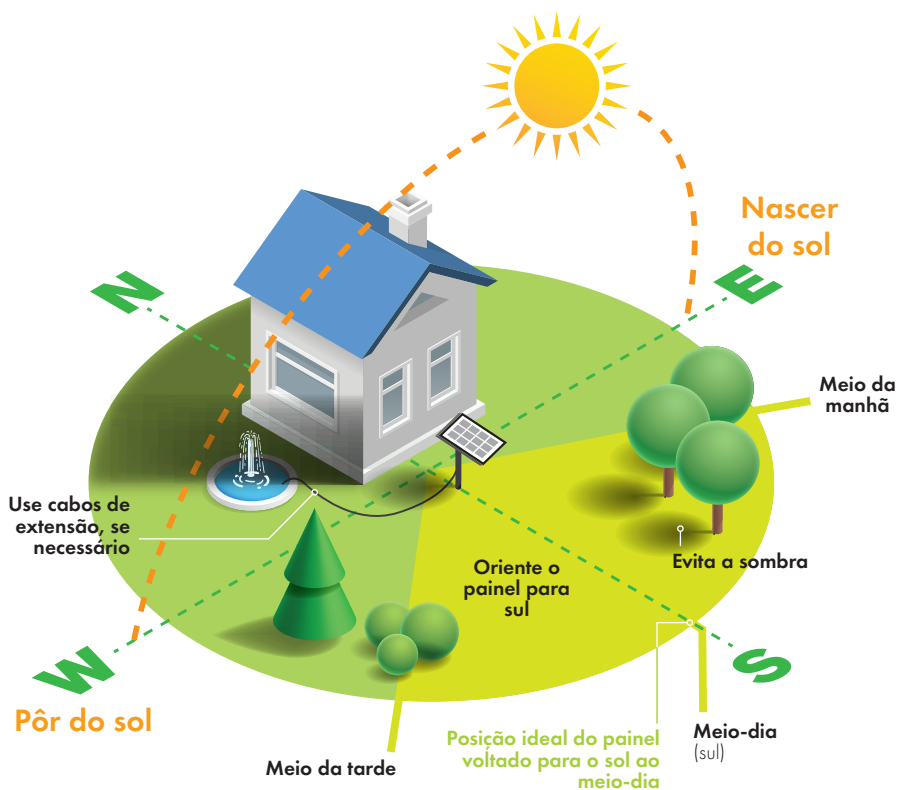 Nascer
do sol
N
E
Meio da
manhã
Use cabos de
extensão, se
necessário
Evita a sombra
Oriente o
painel para
sul
W
S
Pôr do sol
Meio da tarde
Posição ideal do painel
voltado para o sol ao
meio-dia
Meio-dia
(sul)